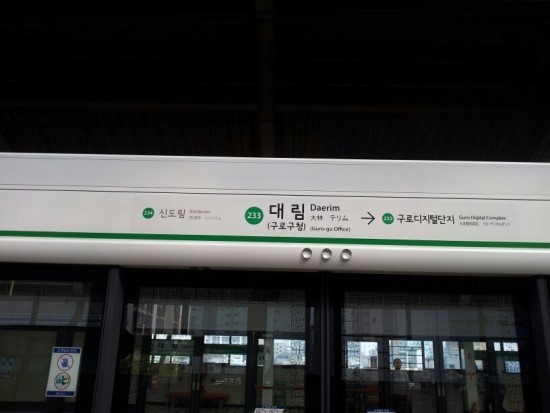 234 신도림 Sindorim
233 대림 Daerim
大林 テリム
(구로구청) (Guro-gu Office)
232 구로디지털단지 Guro Digital Complex